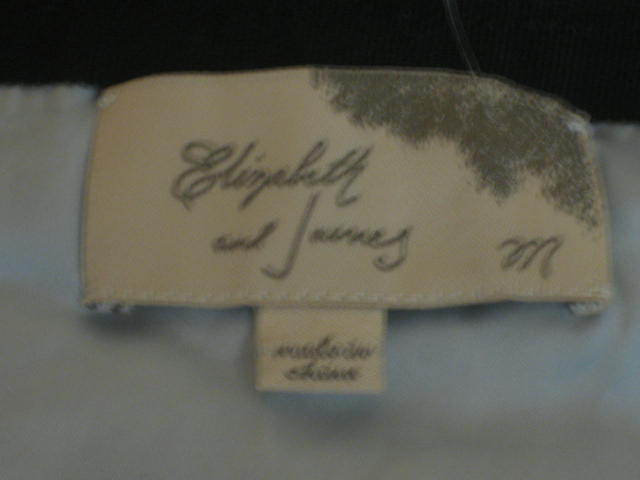 Elizabeth
and James
M
made in
china